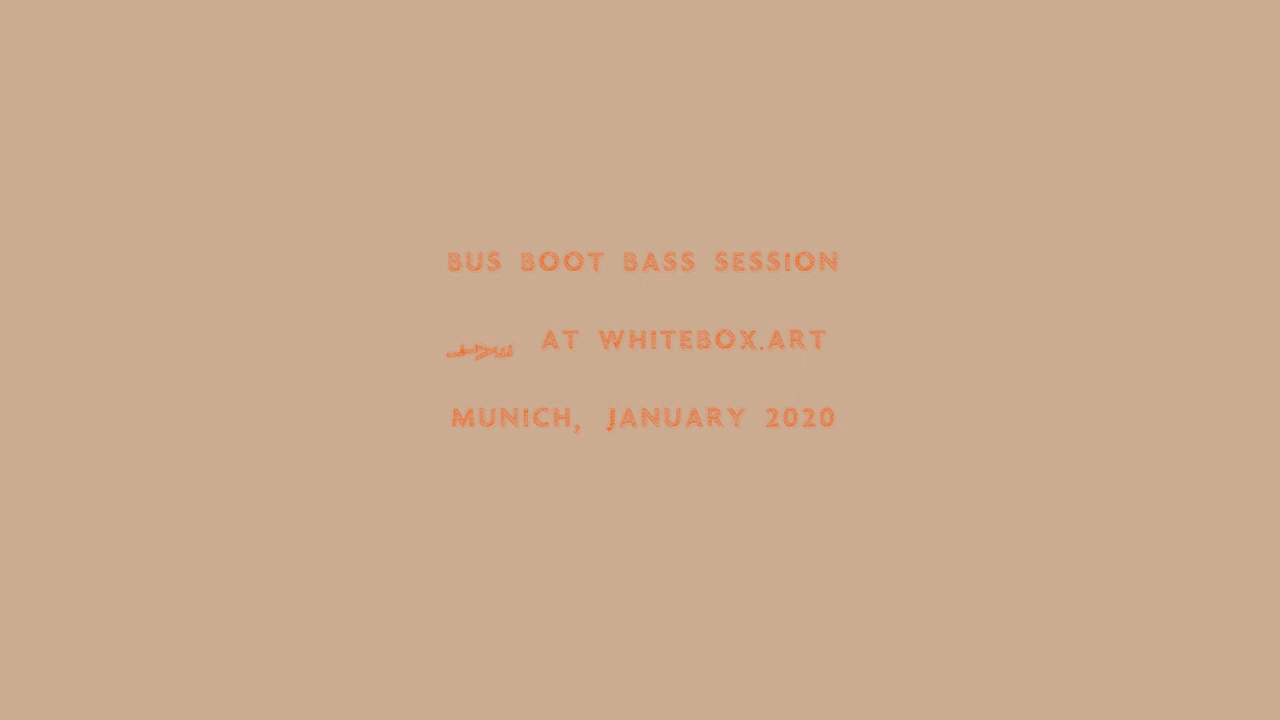 BUS BOOT BASS SESSION
AT WHITEBOX.ART
MUNICH, JANUARY 2020